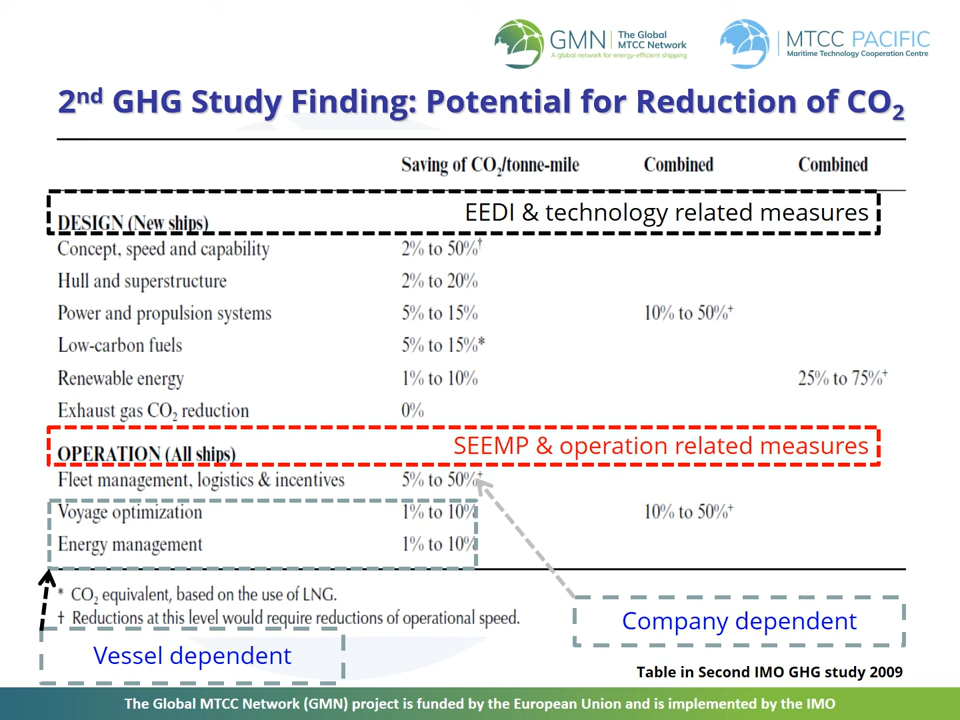 GMN | The Global MTCC Network
A global network for energy-efficient shipping
MTCC PACIFIC
Maritime Technology Cooperation Centre
2nd GHG Study Finding: Potential for Reduction of CO2
Saving of CO2/tonne-mile Combined Combined
DESIGN (New ships) EEDI & technology related measures
Concept, speed and capability 2% to 50%†
Hull and superstructure 2% to 20%
Power and propulsion systems 5% to 15% 10% to 50%†
Low-carbon fuels 5% to 15%*
Renewable energy 1% to 10% 25% to 75%†
Exhaust gas CO2 reduction 0%
OPERATION (All ships) SEEMP & operation related measures
Fleet management, logistics & incentives 5% to 50%†
Voyage optimization 1% to 10% 10% to 50%†
Energy management 1% to 10%
* CO2 equivalent, based on the use of LNG.
† Reductions at this level would require reductions of operational speed.
Company dependent
Vessel dependent
Table in Second IMO GHG study 2009
The Global MTCC Network (GMN) project is funded by the European Union and is implemented by the IMO